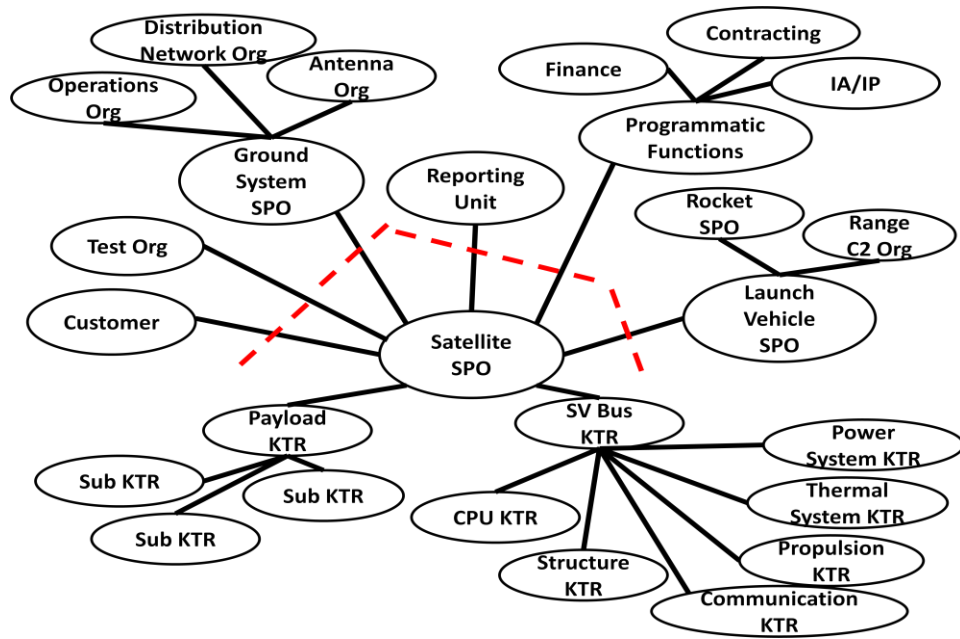 Distribution
Network Org
Antenna
Org
Operations
Org
Ground
System
SPO
Contracting
Finance
IA/IP
Programmatic
Functions
Reporting
Unit
Rocket
SPO
Range
C2 Org
Test Org
Launch
Vehicle
SPO
Customer
Satellite
SPO
Payload
KTR
SV Bus
KTR
Sub KTR
Sub KTR
Sub KTR
CPU KTR
Structure
KTR
Power
System KTR
Thermal
System KTR
Propulsion
KTR
Communication
KTR